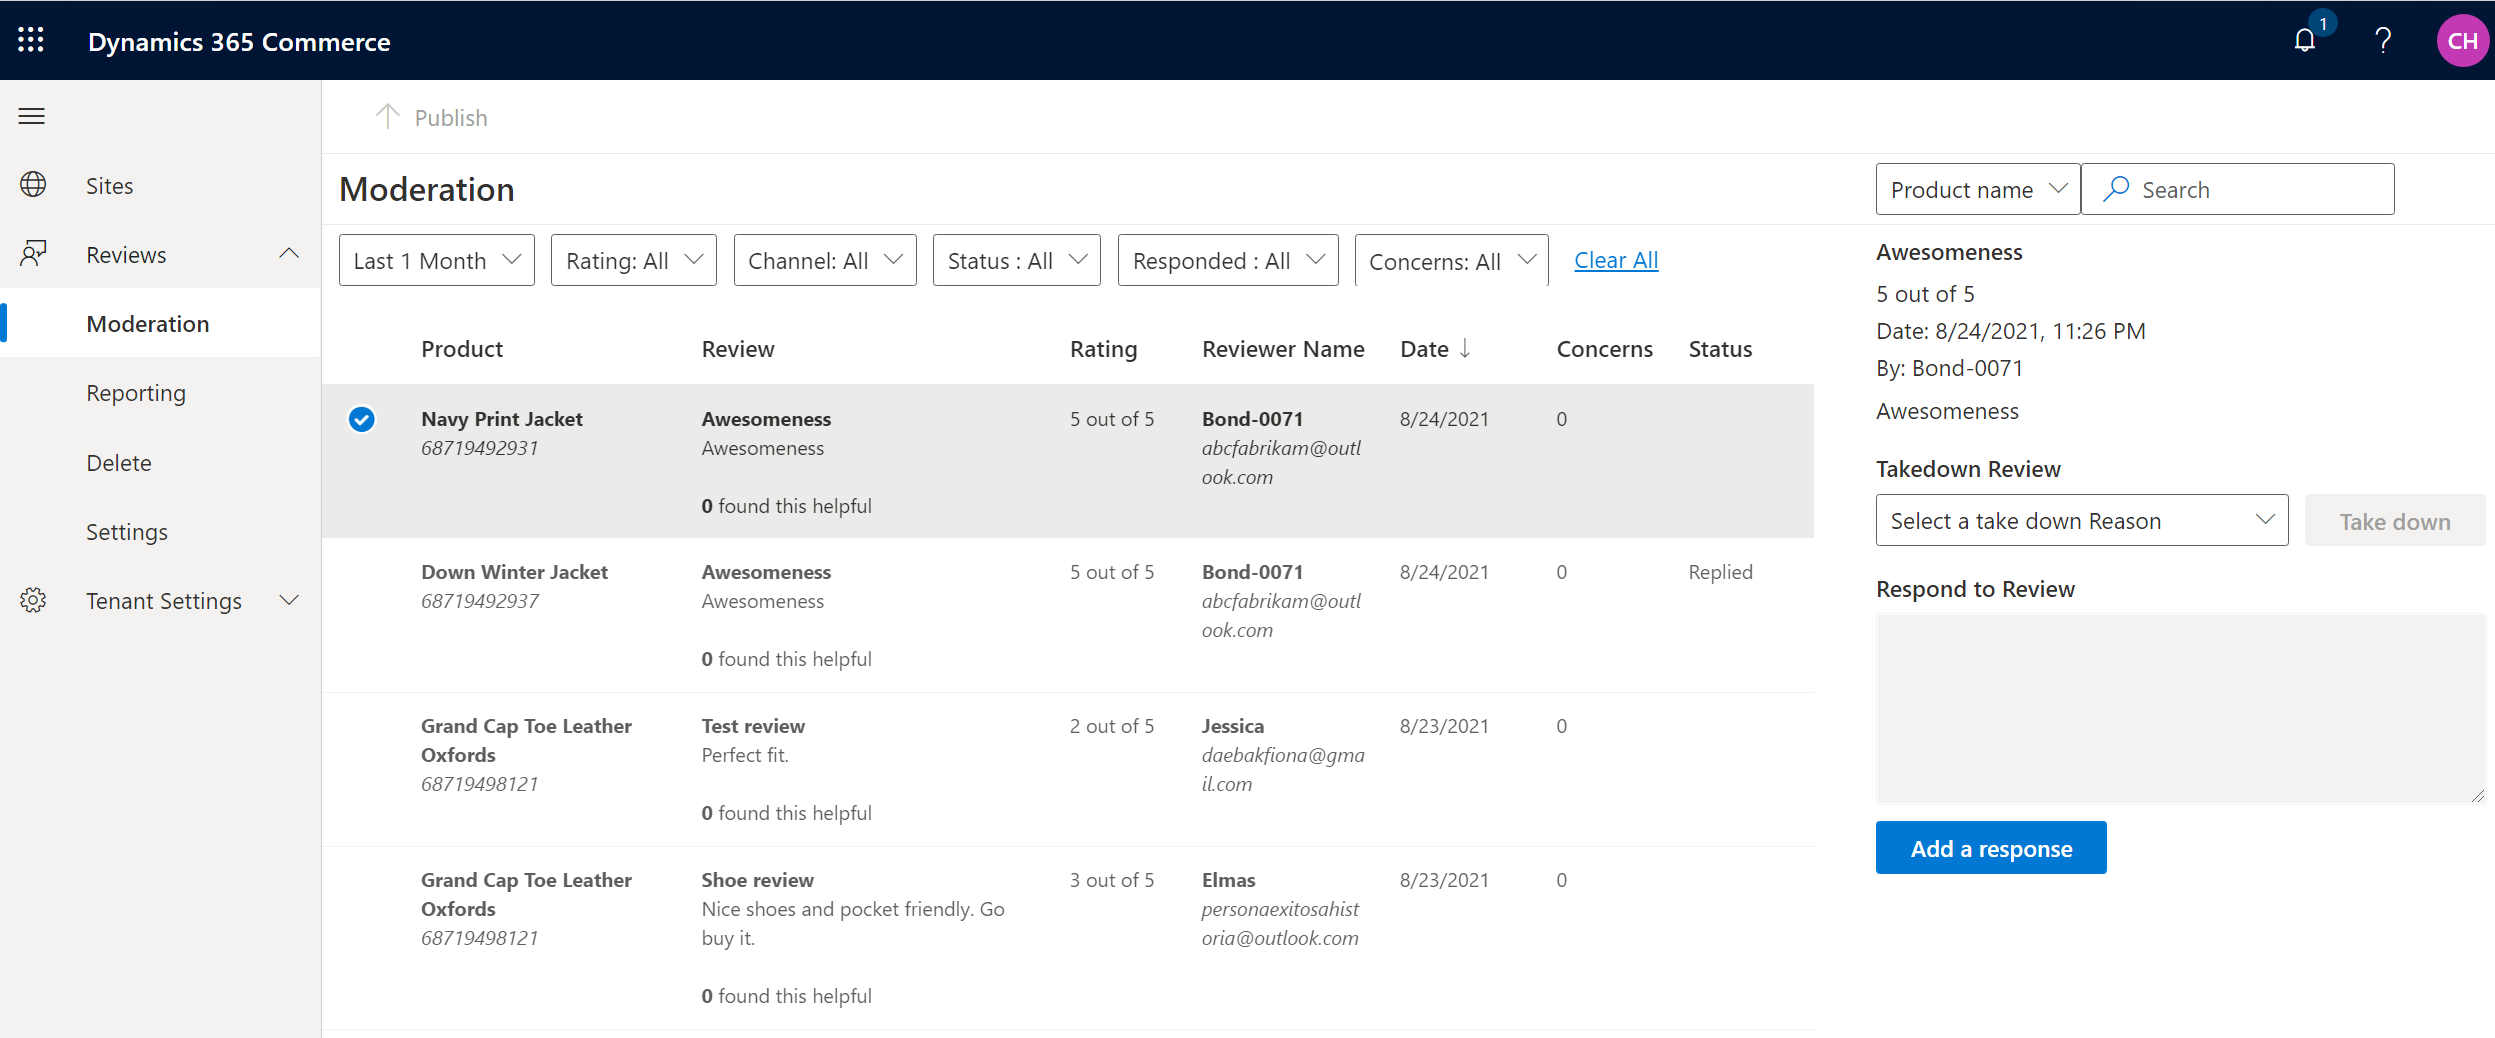 Dynamics 365 Commerce
1
?
CH
Publish
Sites
Reviews
Moderation
Reporting
Delete
Settings
Tenant Settings
Moderation
Product name
Search
Last 1 Month
Rating: All
Channel: All
Status : All
Responded : All
Concerns: All
Clear All
Product
Review
Rating
Reviewer Name
Date ↓
Concerns
Status
Navy Print Jacket
68719492931
Awesomeness
Awesomeness
0 found this helpful
5 out of 5
Bond-0071
abcfabrikam@outl
ook.com
8/24/2021
0
Down Winter Jacket
68719492937
Awesomeness
Awesomeness
0 found this helpful
5 out of 5
Bond-0071
abcfabrikam@outl
ook.com
8/24/2021
0
Replied
Grand Cap Toe Leather
Oxfords
68719498121
Test review
Perfect fit.
0 found this helpful
2 out of 5
Jessica
daebakfiona@gma
il.com
8/23/2021
0
Grand Cap Toe Leather
Oxfords
68719498121
Shoe review
Nice shoes and pocket friendly. Go
buy it.
0 found this helpful
3 out of 5
Elmas
personaexitosahist
oria@outlook.com
8/23/2021
0
Awesomeness
5 out of 5
Date: 8/24/2021, 11:26 PM
By: Bond-0071
Awesomeness
Takedown Review
Select a take down Reason
Take down
Respond to Review
Add a response